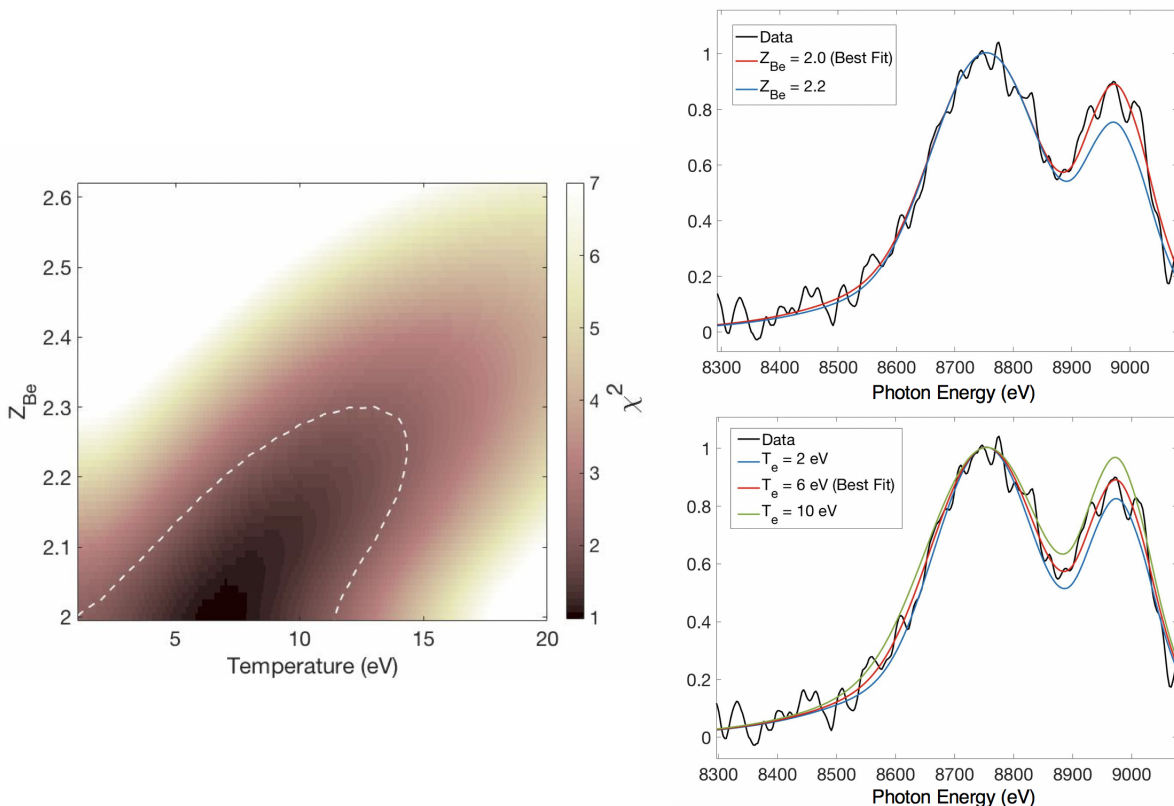 2.6
2.5
2.4
2.3
2.2
2.1
2
Z_Be
5 10 15 20
Temperature (eV)
7
6
5
4
3
2
1
χ²
Data
Z_Be = 2.0 (Best Fit)
Z_Be = 2.2
1
0.8
0.6
0.4
0.2
0
8300 8400 8500 8600 8700 8800 8900 9000
Photon Energy (eV)
Data
T_e = 2 eV
T_e = 6 eV (Best Fit)
T_e = 10 eV
1
0.8
0.6
0.4
0.2
0
8300 8400 8500 8600 8700 8800 8900 9000
Photon Energy (eV)